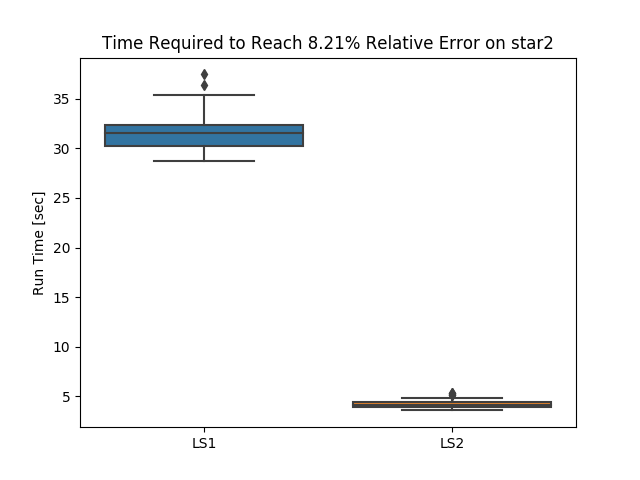 Time Required to Reach 8.21% Relative Error on star2
Run Time [sec]
35
30
25
20
15
10
5
LS1 LS2